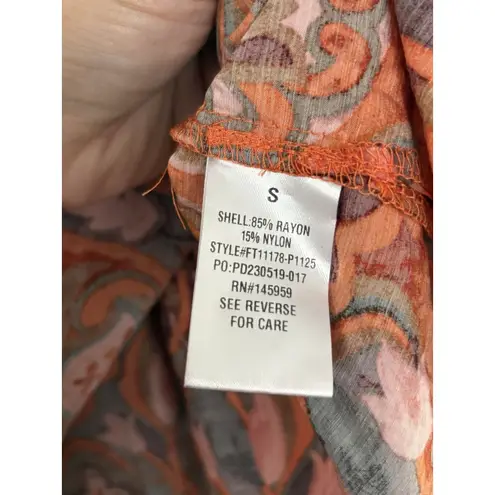 S
SHELL:85% RAYON
15% NYLON
STYLE#FT11178-P1125
PO:PD230519-017
RN#145959
SEE REVERSE
FOR CARE